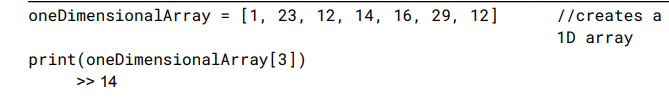 oneDimensionalArray = [1, 23, 12, 14, 16, 29, 12] //creates a
1D array
print(oneDimensionalArray[3])
>> 14